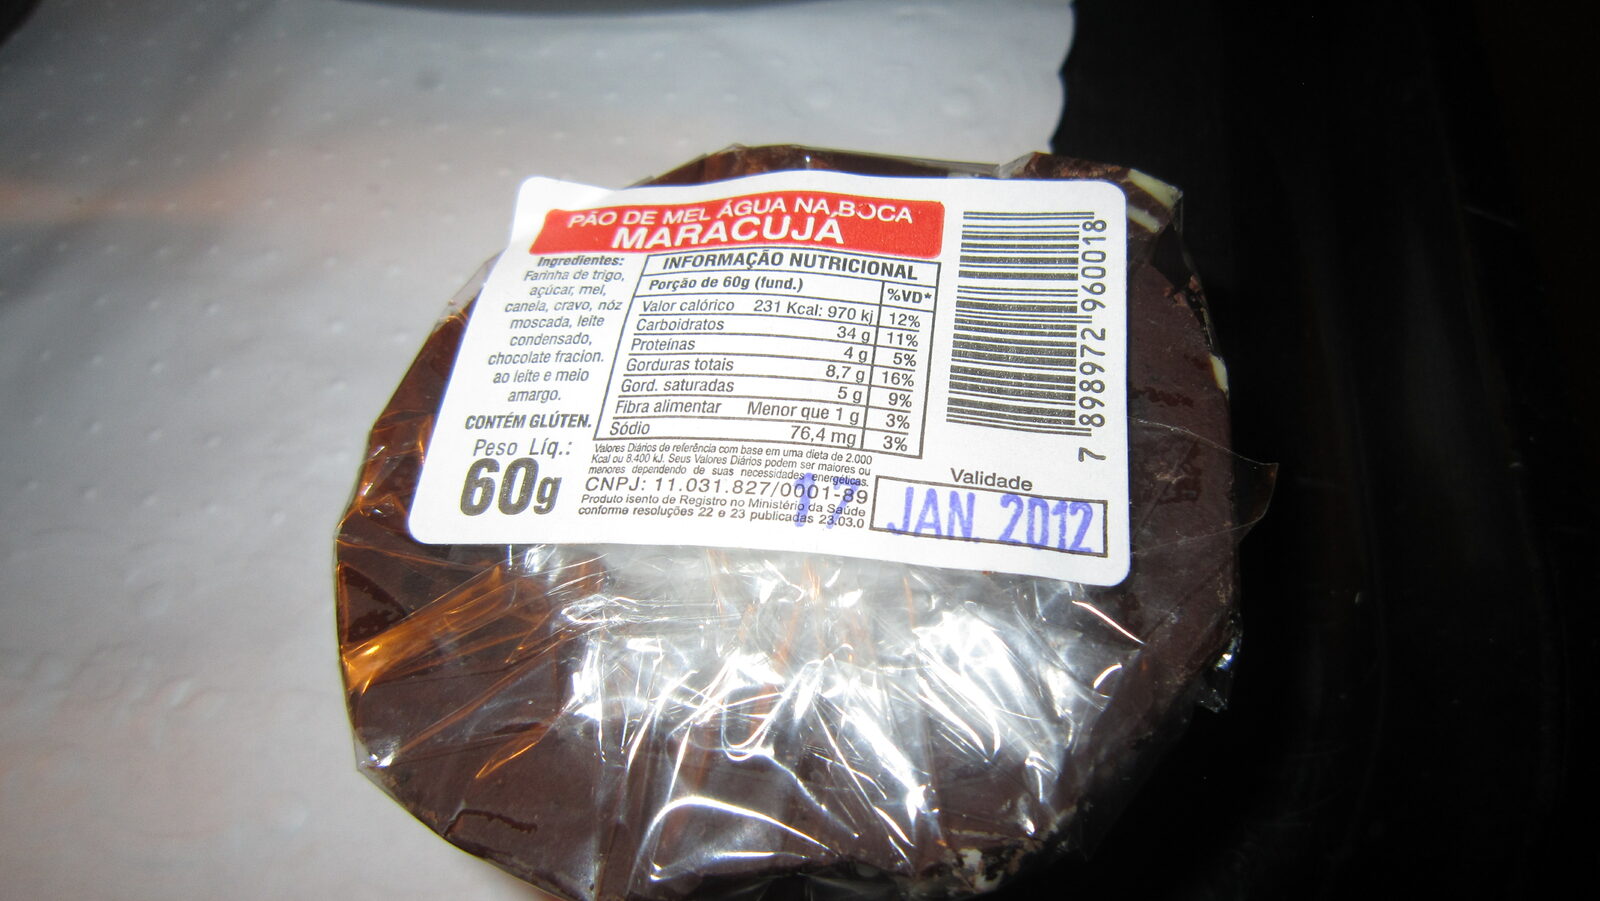 PÃO DE MEL ÁGUA NA BOCA
MARACUJÁ
Ingredientes:
Farinha de trigo,
açúcar, mel,
canela, cravo, nóz
moscada, leite
condensado,
chocolate fracion.
ao leite e meio
amargo.
CONTÉM GLÚTEN.
Peso Líq.:
60g
INFORMAÇÃO NUTRICIONAL
Porção de 60g (fund.) %VD*
Valor calórico 231 Kcal: 970 kj 12%
Carboidratos 34 g 11%
Proteínas 4 g 5%
Gorduras totais 8,7 g 16%
Gord. saturadas 5 g 9%
Fibra alimentar Menor que 1 g 3%
Sódio 76,4 mg 3%
Valores Diários de referência com base em uma dieta de 2.000
Kcal ou 8.400 kJ. Seus Valores Diários podem ser maiores ou
menores dependendo de suas necessidades energéticas.
CNPJ: 11.031.827/0001-89
Produto isento de Registro no Ministério da Saúde
conforme resoluções 22 e 23 publicadas 23.03.0
7 898972 960018
Validade
17 JAN. 2012